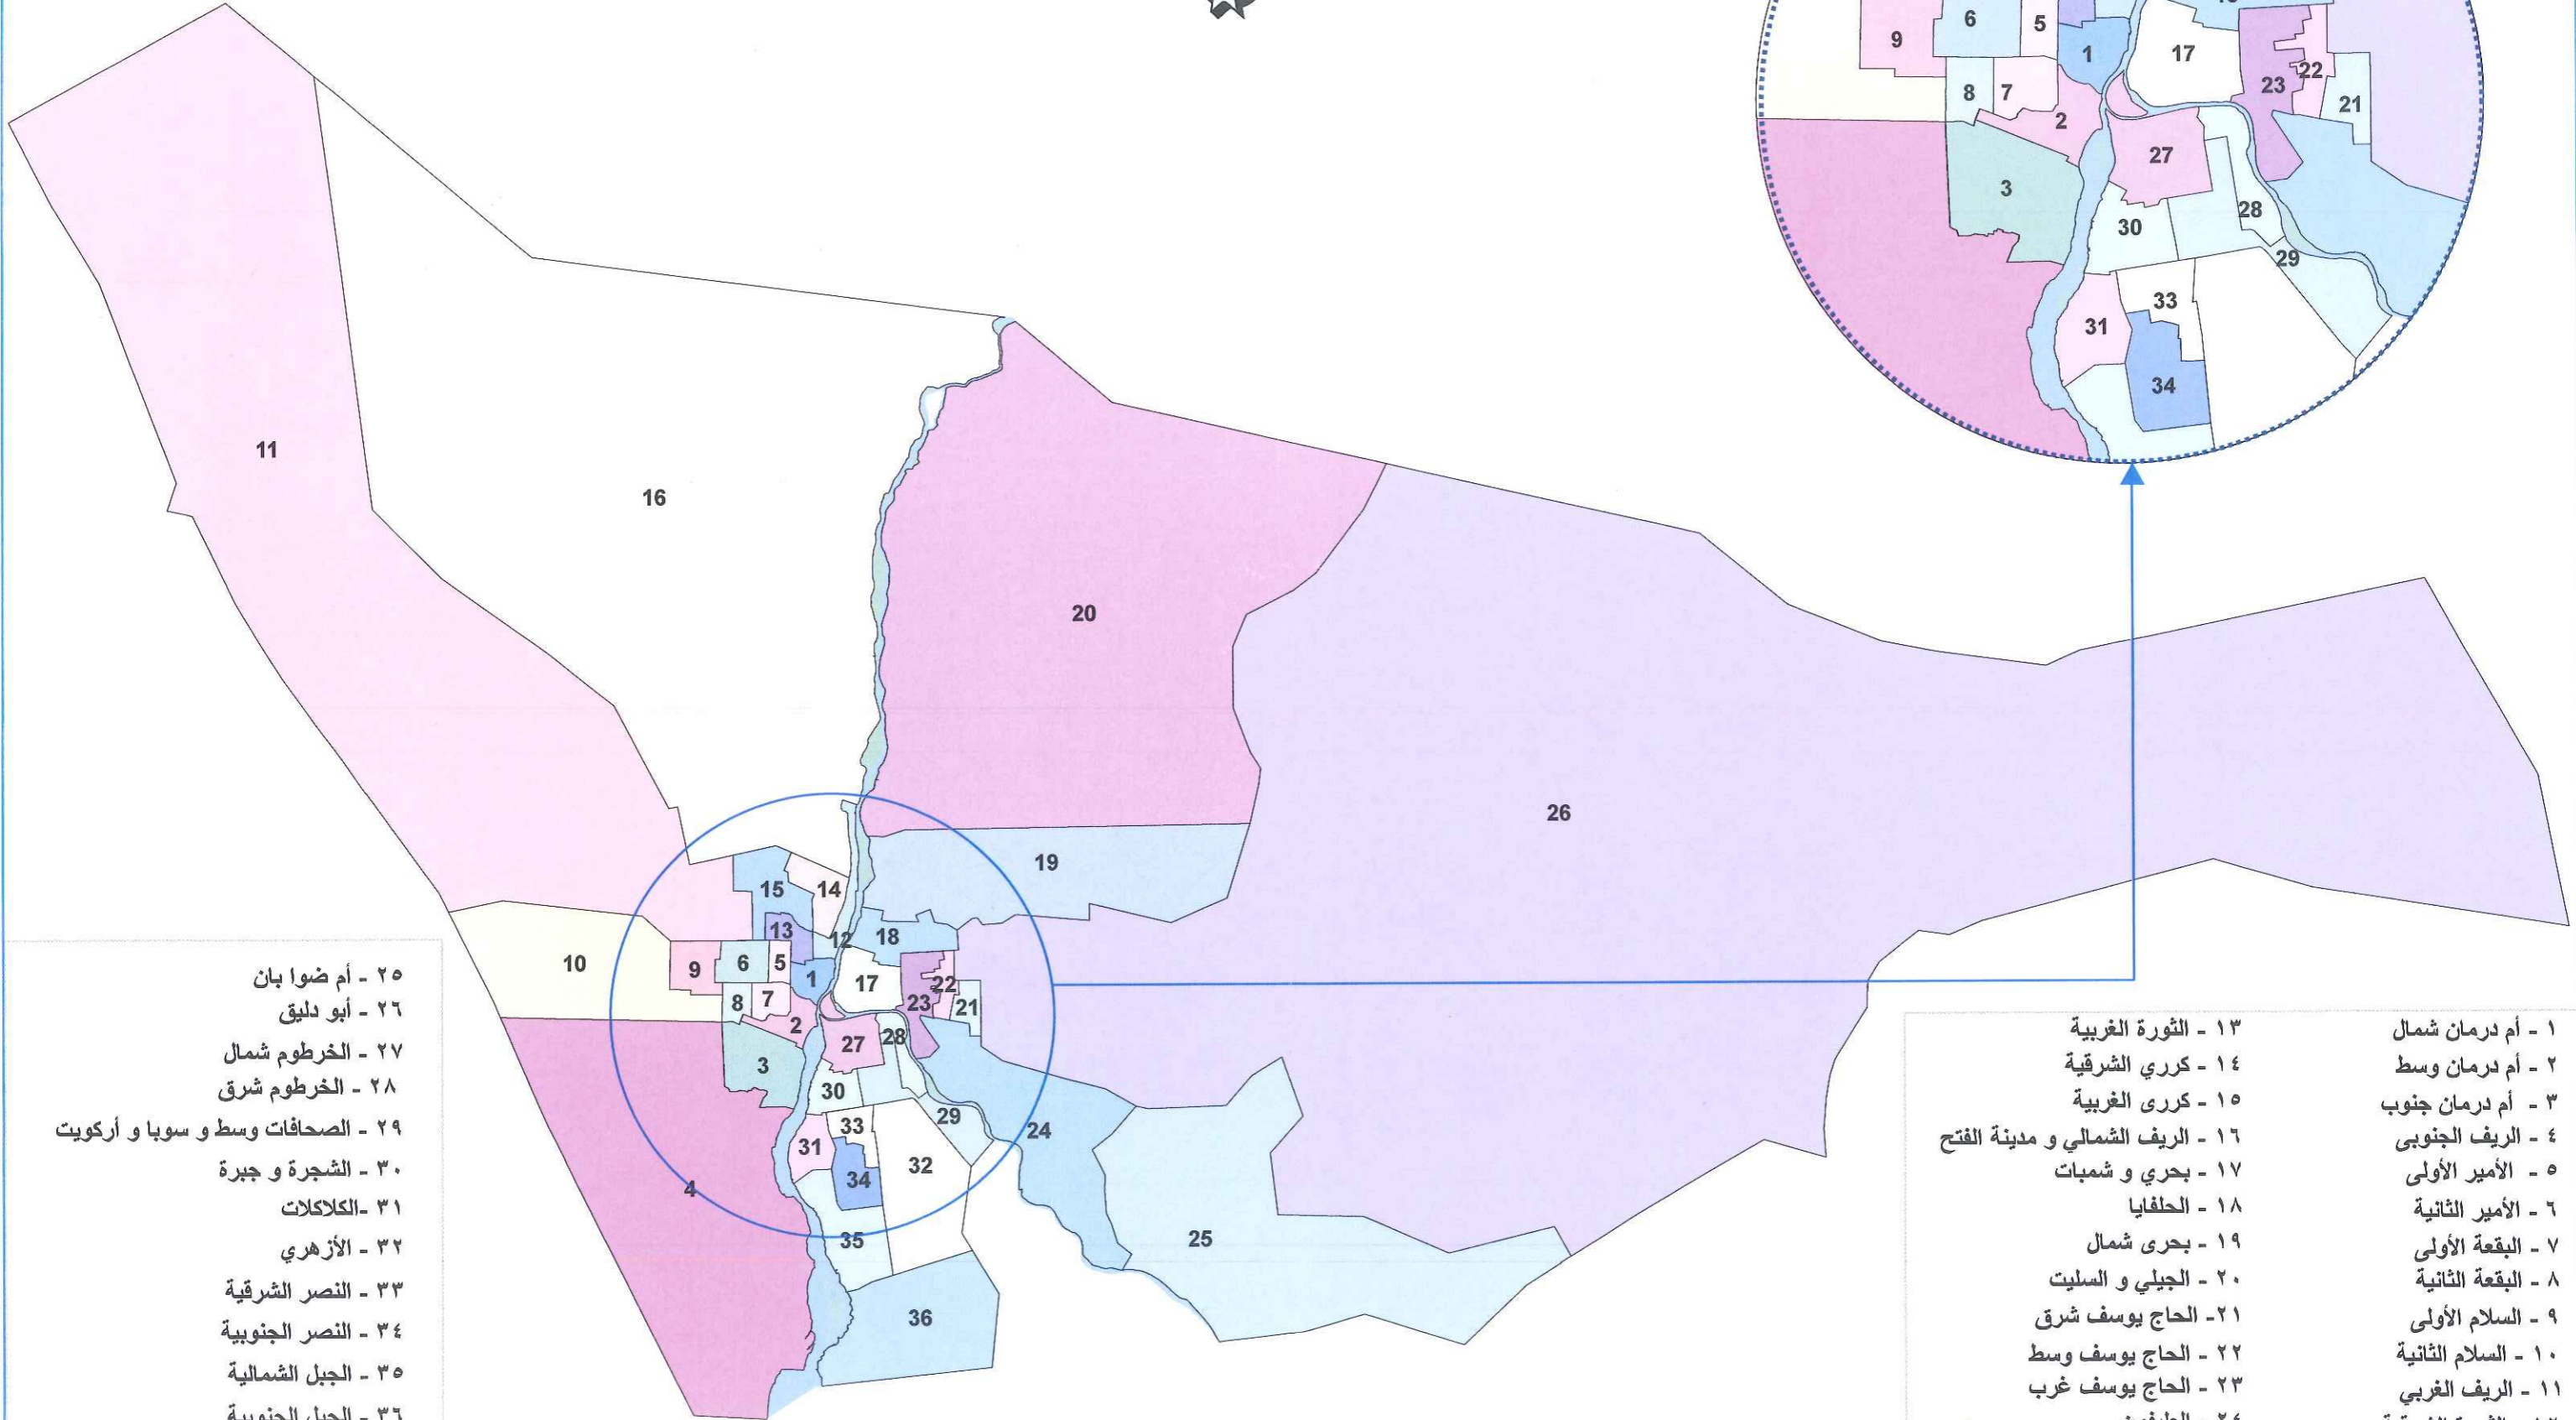 6
5
9
1
17
8
7
23
22
21
2
27
3
28
30
29
33
31
34
11
16
20
26
19
15
14
13
12
18
10
9
6
5
1
17
22
8
7
23
21
2
28
27
3
30
29
24
33
31
32
34
4
35
25
36
٢٥ - أم ضوا بان
٢٦ - أبو دليق
٢٧ - الخرطوم شمال
٢٨ - الخرطوم شرق
٢٩ - الصحافات وسط و سوبا و أركويت
٣٠ - الشجرة و جبرة
٣١ -الكلاكلات
٣٢ - الأزهري
٣٣ - النصر الشرقية
٣٤ - النصر الجنوبية
٣٥ - الجبل الشمالية
٣٦ - الجبل الجنوبية
١ - أم درمان شمال
٢ - أم درمان وسط
٣ - أم درمان جنوب
٤ - الريف الجنوبى
٥ - الأمير الأولى
٦ - الأمير الثانية
٧ - البقعة الأولى
٨ - البقعة الثانية
٩ - السلام الأولى
١٠ - السلام الثانية
١١ - الريف الغربي
١٣ - الثورة الغربية
١٤ - كرري الشرقية
١٥ - كررى الغربية
١٦ - الريف الشمالي و مدينة الفتح
١٧ - بحري و شمبات
١٨ - الحلفايا
١٩ - بحرى شمال
٢٠ - الجيلي و السليت
٢١- الحاج يوسف شرق
٢٢ - الحاج يوسف وسط
٢٣ - الحاج يوسف غرب